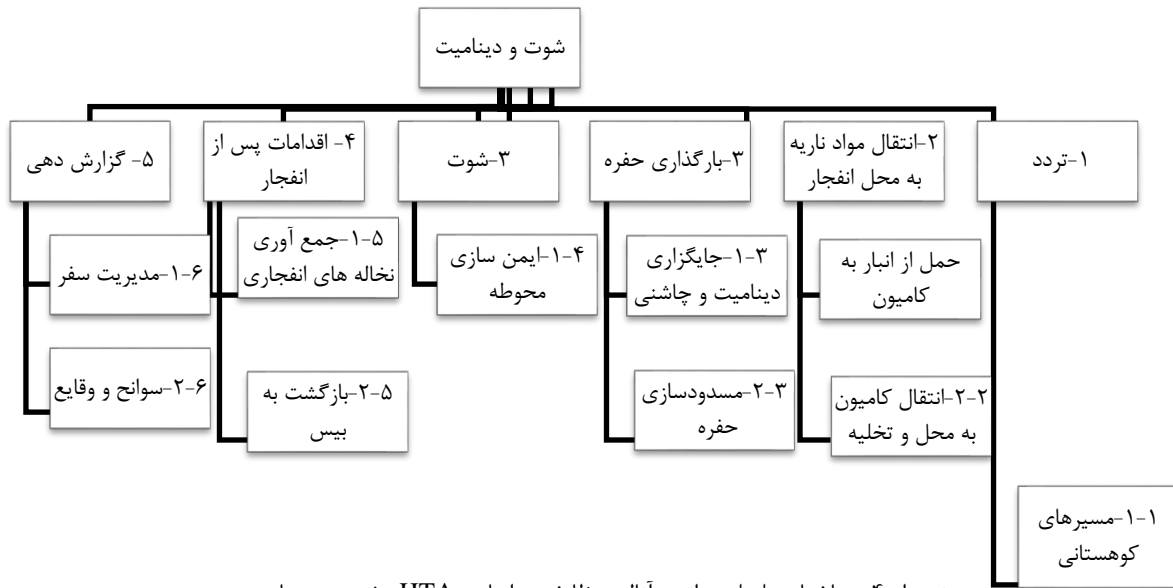 شوت و دینامیت
۱-تردد
۲-انتقال مواد ناریه
به محل انفجار
۳-بارگذاری حفره
۳-شوت
۴- اقدامات پس از
انفجار
۵- گزارش دهی
حمل از انبار به
کامیون
۱-۳-جایگزاری
دینامیت و چاشنی
۱-۴-ایمن سازی
محوطه
۱-۵-جمع آوری
نخاله های انفجاری
۱-۶-مدیریت سفر
۲-۲-انتقال کامیون
به محل و تخلیه
۲-۳-مسدودسازی
حفره
۲-۵-بازگشت به
بیس
۲-۶-سوانح و وقایع
۱-۱-مسیرهای
کوهستانی
HTA